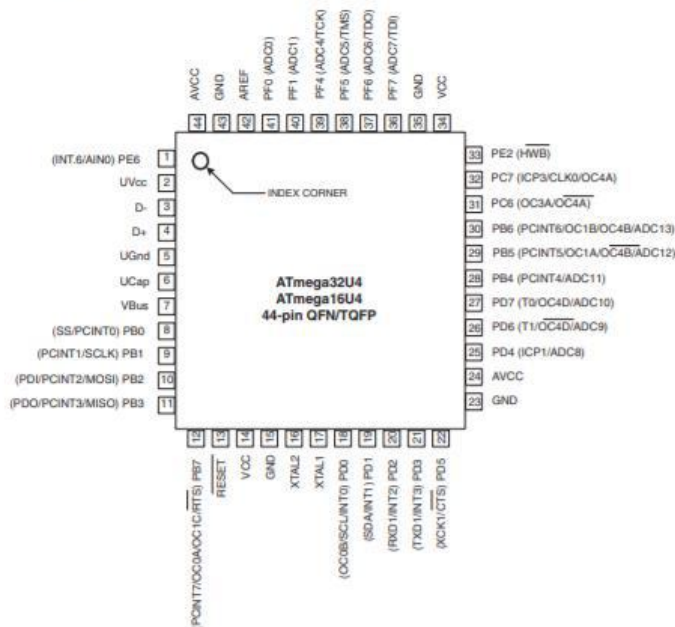 AVCC
GND
AREF
PF0 (ADC0)
PF1 (ADC1)
PF4 (ADC4/TCK)
PF5 (ADC5/TMS)
PF6 (ADC6/TDO)
PF7 (ADC7/TDI)
GND
VCC
44
43
42
41
40
39
38
37
36
35
34
(INT.6/AIN0) PE6 1
UVcc 2
D- 3
D+ 4
UGnd 5
UCap 6
VBus 7
(SS/PCINT0) PB0 8
(PCINT1/SCLK) PB1 9
(PDI/PCINT2/MOSI) PB2 10
(PDO/PCINT3/MISO) PB3 11
INDEX CORNER
ATmega32U4
ATmega16U4
44-pin QFN/TQFP
33 PE2 (HWB)
32 PC7 (ICP3/CLK0/OC4A)
31 PC6 (OC3A/OC4A)
30 PB6 (PCINT6/OC1B/OC4B/ADC13)
29 PB5 (PCINT5/OC1A/OC4B/ADC12)
28 PB4 (PCINT4/ADC11)
27 PD7 (T0/OC4D/ADC10)
26 PD6 (T1/OC4D/ADC9)
25 PD4 (ICP1/ADC8)
24 AVCC
23 GND
12
13
14
15
16
17
18
19
20
21
22
(PCINT7/OC0A/OC1C/RTS) PB7
RESET
VCC
GND
XTAL2
XTAL1
(OC0B/SCL/INT0) PD0
(SDA/INT1) PD1
(RXD1/INT2) PD2
(TXD1/INT3) PD3
(XCK1/CTS) PD5